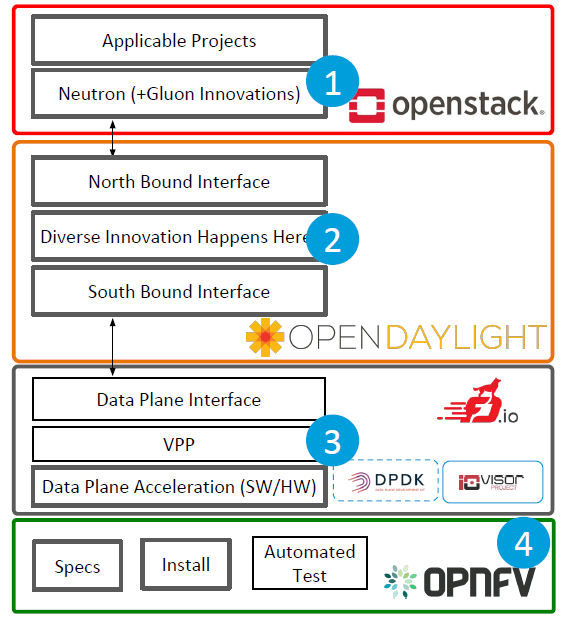 Applicable Projects
Neutron (+Gluon Innovations)
1
openstack.
North Bound Interface
Diverse Innovation Happens Here
2
South Bound Interface
OPENDAYLIGHT
Data Plane Interface
fd.io
VPP
3
Data Plane Acceleration (SW/HW)
DPDK
iOVISOR
PROJECT
4
Specs
Install
Automated
Test
OPNFV